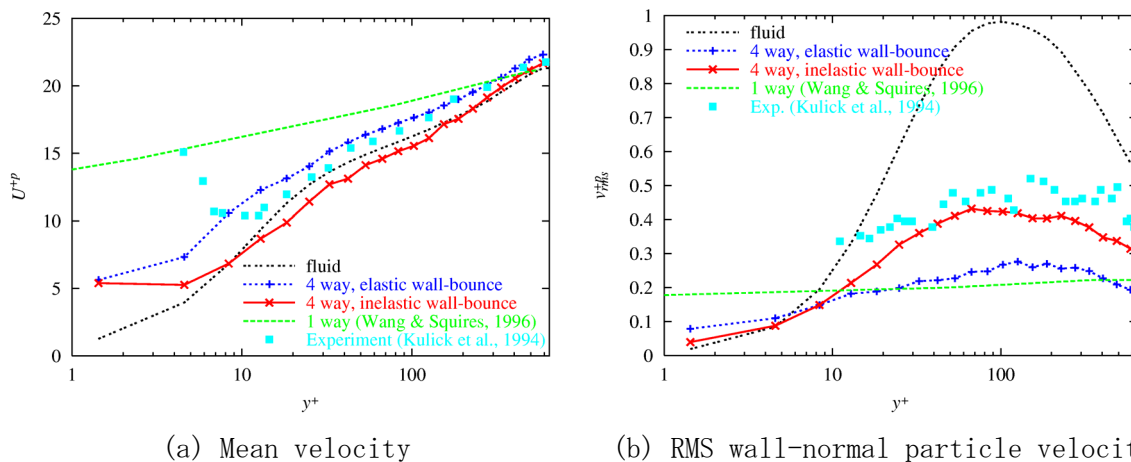 25
20
15
10
5
0
U+p
fluid
4 way, elastic wall-bounce
4 way, inelastic wall-bounce
1 way (Wang & Squires, 1996)
Experiment (Kulick et al., 1994)
1 10 100
y+
(a) Mean velocity
1
0.9
0.8
0.7
0.6
0.5
0.4
0.3
0.2
0.1
0
v+p rms
fluid
4 way, elastic wall-bounce
4 way, inelastic wall-bounce
1 way (Wang & Squires, 1996)
Exp. (Kulick et al., 1994)
1 10 100
y+
(b) RMS wall-normal particle velocit